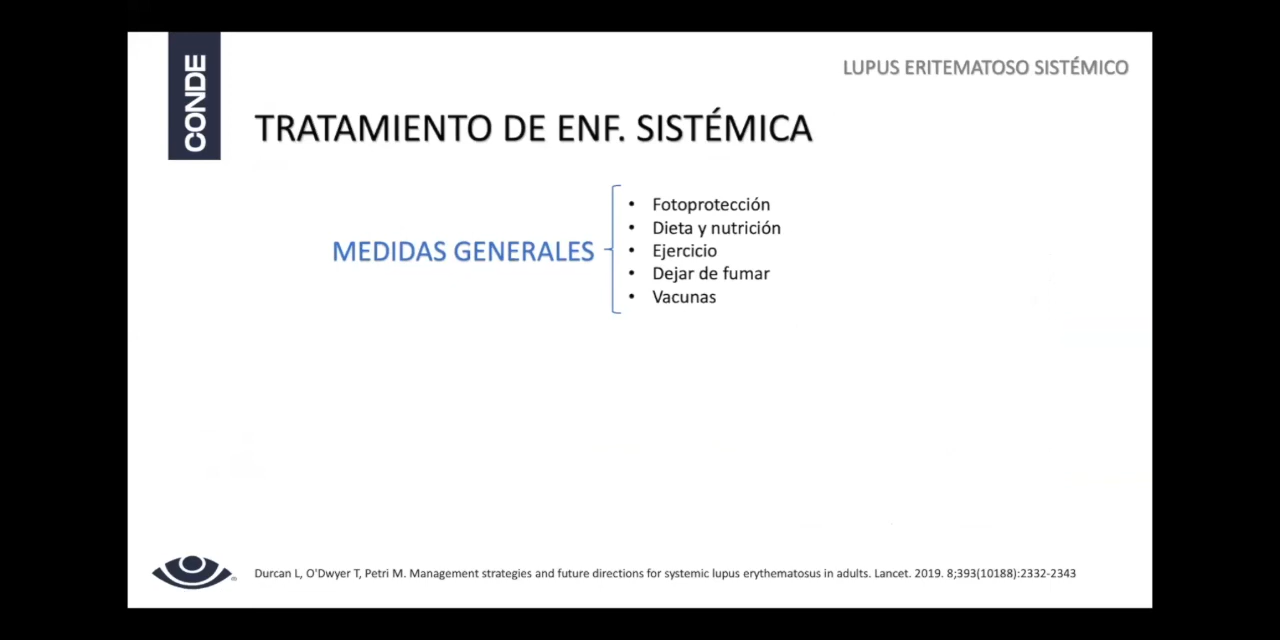 CONDE
LUPUS ERITEMATOSO SISTÉMICO
TRATAMIENTO DE ENF. SISTÉMICA
MEDIDAS GENERALES
• Fotoprotección
• Dieta y nutrición
• Ejercicio
• Dejar de fumar
• Vacunas
Durcan L, O'Dwyer T, Petri M. Management strategies and future directions for systemic lupus erythematosus in adults. Lancet. 2019. 8;393(10188):2332-2343